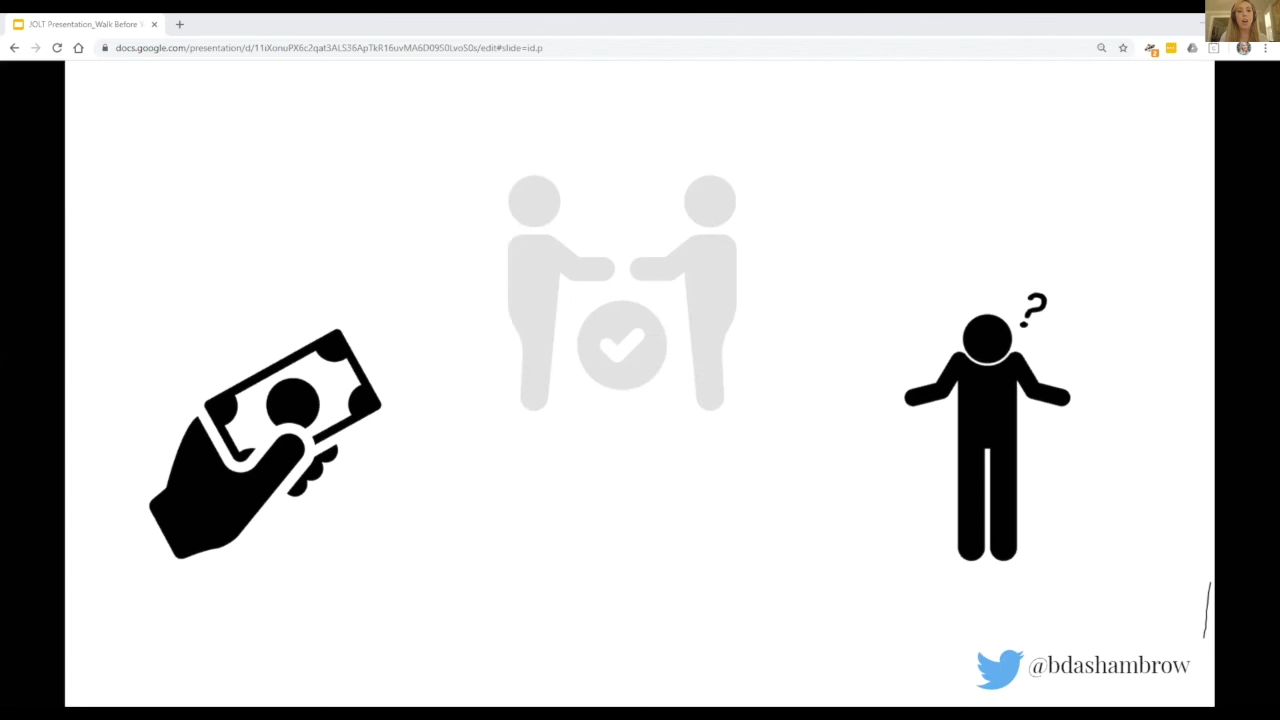 JOLT Presentation_Walk Before
docs.google.com/presentation/d/11iXonuPX6c2qat3ALS36ApTkR16uvMA6D09S0LvoS0s/edit#slide=id.p
?
@bdashambrow